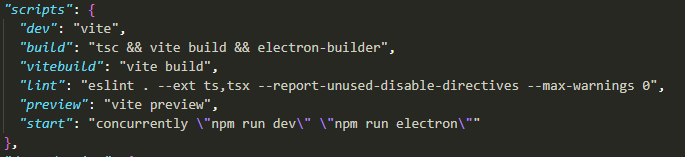 "scripts": {
"dev": "vite",
"build": "tsc && vite build && electron-builder",
"vitebuild": "vite build",
"lint": "eslint . --ext ts,tsx --report-unused-disable-directives --max-warnings 0",
"preview": "vite preview",
"start": "concurrently \"npm run dev\" \"npm run electron\""
},